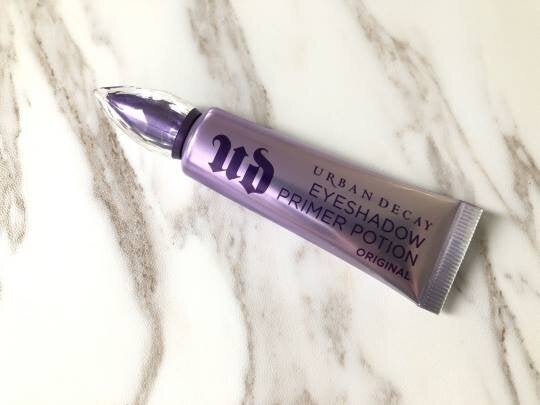 ud
URBAN DECAY
EYESHADOW
PRIMER POTION
ORIGINAL